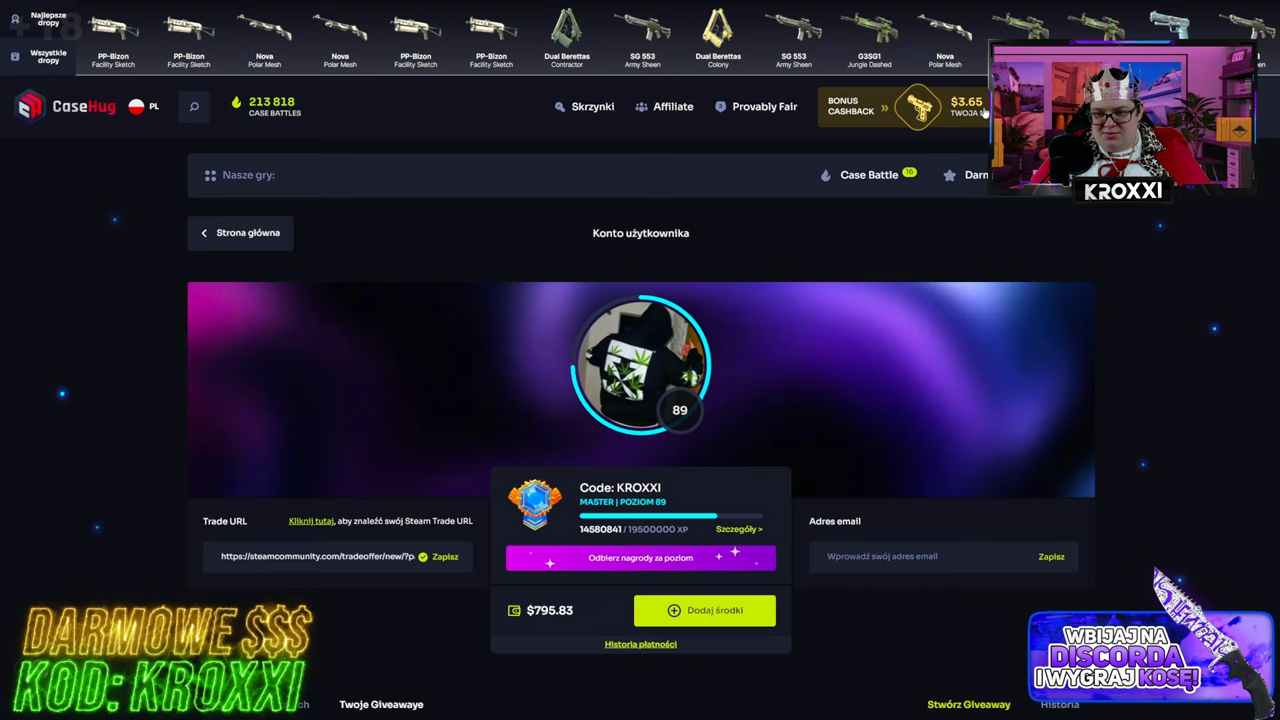 +18
Najlepsze
dropy
Wszystkie
dropy
PP-Bizon
Facility Sketch
PP-Bizon
Facility Sketch
Nova
Polar Mesh
Nova
Polar Mesh
PP-Bizon
Facility Sketch
PP-Bizon
Facility Sketch
Dual Berettas
Contractor
SG 553
Army Sheen
Dual Berettas
Colony
SG 553
Army Sheen
G3SG1
Jungle Dashed
Nova
Polar Mesh
CaseHug
PL
213 818
CASE BATTLES
Skrzynki
Affiliate
Provably Fair
BONUS
CASHBACK
$3.65
TWOJA
KROXXI
Nasze gry:
Case Battle 16
Strona główna
Konto użytkownika
89
Code: KROXXI
MASTER | POZIOM 89
14580841 / 19500000 XP
Szczegóły >
Trade URL
Kliknij tutaj, aby znaleźć swój Steam Trade URL
https://steamcommunity.com/tradeoffer/new/?p
Zapisz
Odbierz nagrody za poziom
Adres email
Wprowadź swój adres email
Zapisz
$795.83
Dodaj środki
Historia płatności
DARMOWE $$$
KOD: KROXXI
WBIJAJ NA
DISCORDA
I WYGRAJ KOSĘ!
Twoje Giveawaye
Stwórz Giveaway
Historia